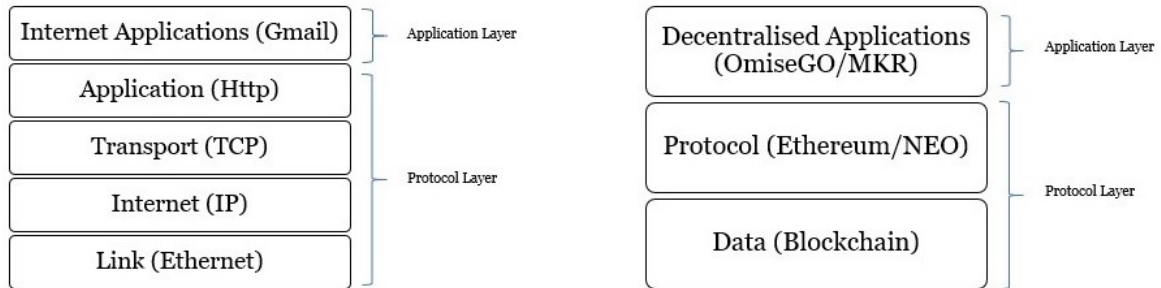 Internet Applications (Gmail)
Application Layer
Application (Http)
Transport (TCP)
Protocol Layer
Internet (IP)
Link (Ethernet)
Decentralised Applications
(OmiseGO/MKR)
Application Layer
Protocol (Ethereum/NEO)
Protocol Layer
Data (Blockchain)